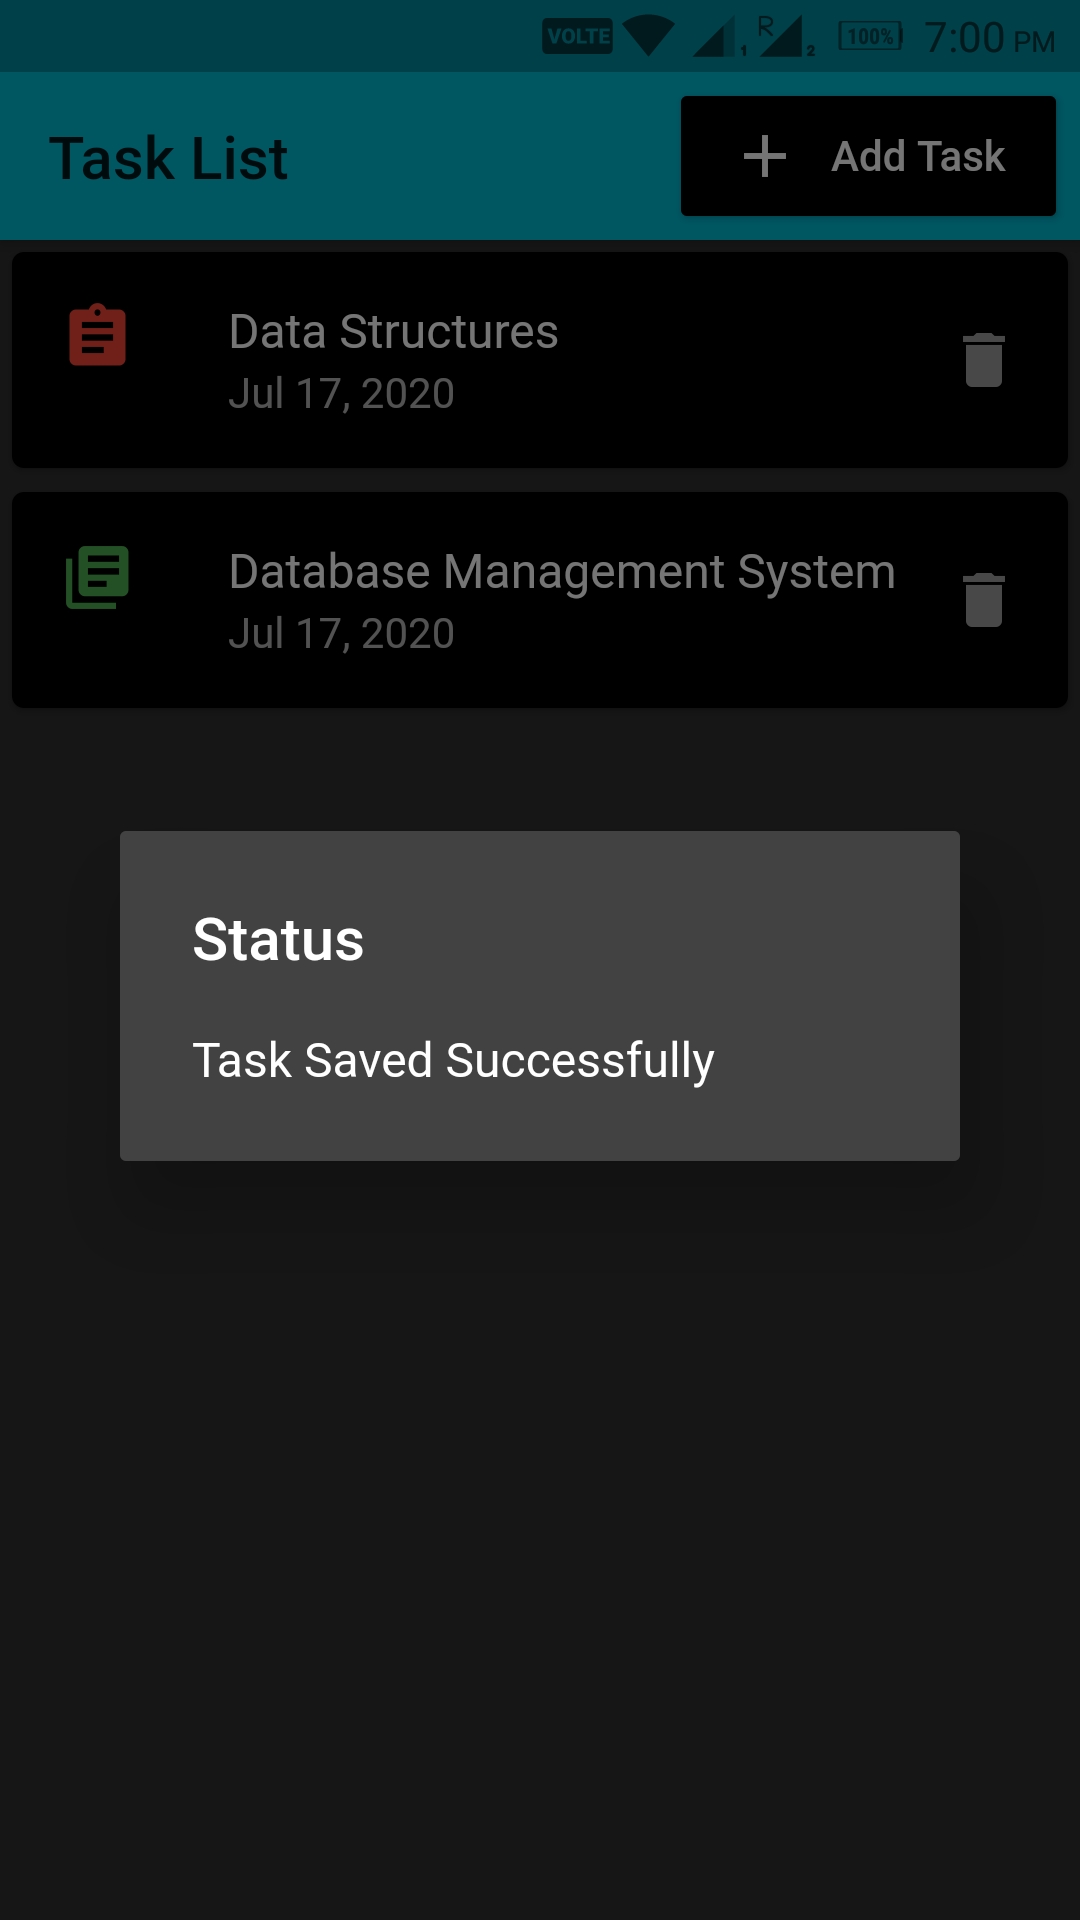 VOLTE 1 R 2 100% 7:00 PM
Task List
Add Task
Data Structures
Jul 17, 2020
Database Management System
Jul 17, 2020
Status
Task Saved Successfully